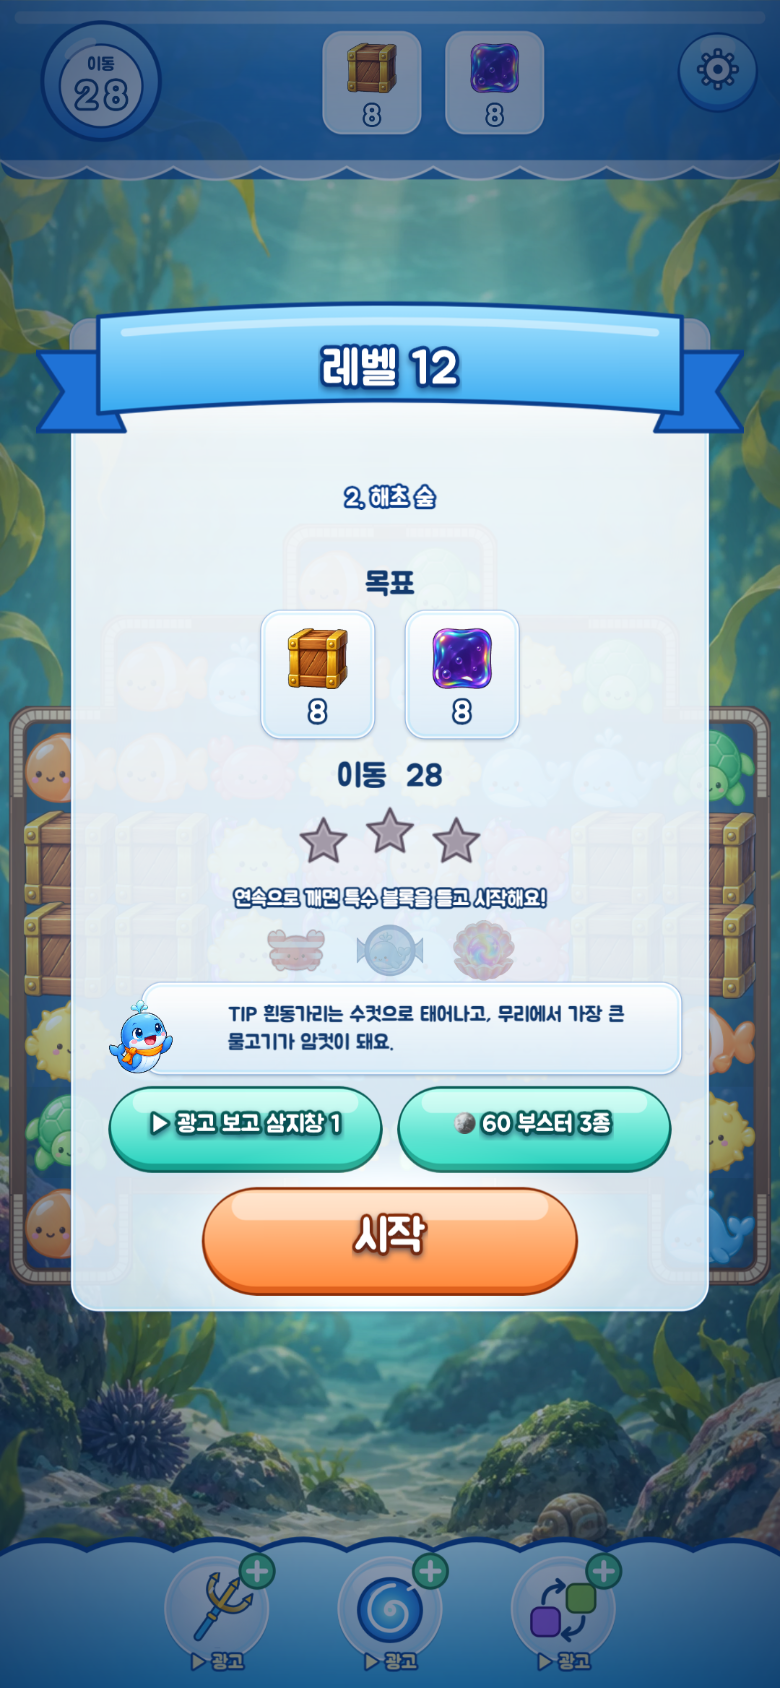 이동
28
8
8
레벨 12
2. 해초 숲
목표
8
8
이동 28
연속으로 깨면 특수 블록을 들고 시작해요!
TIP 흰동가리는 수컷으로 태어나고, 무리에서 가장 큰
물고기가 암컷이 돼요.
▶ 광고 보고 삼지창 1
60 부스터 3종
시작
▶ 광고
▶ 광고
▶ 광고